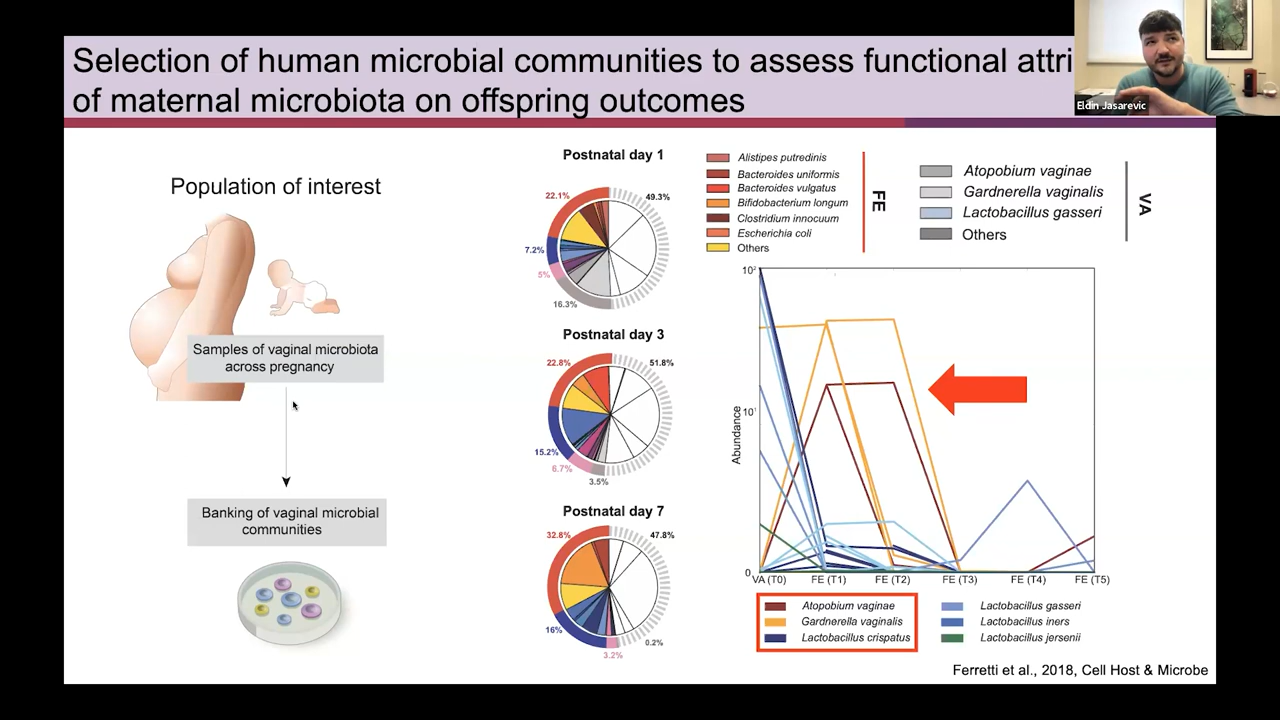 Selection of human microbial communities to assess functional attri
of maternal microbiota on offspring outcomes
Eldin Jasarevic
Population of interest
Samples of vaginal microbiota
across pregnancy
Banking of vaginal microbial
communities
Postnatal day 1
22.1%
49.3%
7.2%
5%
16.3%
Postnatal day 3
22.8%
51.8%
15.2%
6.7%
3.5%
Postnatal day 7
32.8%
47.8%
16%
0.2%
3.2%
Alistipes putredinis
Bacteroides uniformis
Bacteroides vulgatus
Bifidobacterium longum
Clostridium innocuum
Escherichia coli
Others
FE
Atopobium vaginae
Gardnerella vaginalis
Lactobacillus gasseri
Others
VA
10²
10¹
0
Abundance
VA (T0)
FE (T1)
FE (T2)
FE (T3)
FE (T4)
FE (T5)
Atopobium vaginae
Gardnerella vaginalis
Lactobacillus crispatus
Lactobacillus gasseri
Lactobacillus iners
Lactobacillus jersenii
Ferretti et al., 2018, Cell Host & Microbe